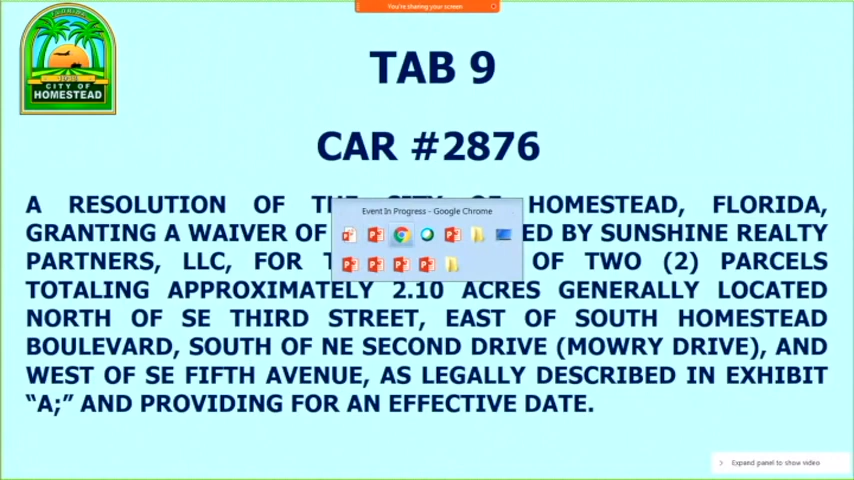 You're sharing your screen
FLORIDA
CITY OF
HOMESTEAD
TAB 9
CAR #2876
A RESOLUTION OF HOMESTEAD, FLORIDA,
Event In Progress - Google Chrome
GRANTING A WAIVER OF ED BY SUNSHINE REALTY
PARTNERS, LLC, FOR OF TWO (2) PARCELS
TOTALING APPROXIMATELY 2.10 ACRES GENERALLY LOCATED
NORTH OF SE THIRD STREET, EAST OF SOUTH HOMESTEAD
BOULEVARD, SOUTH OF NE SECOND DRIVE (MOWRY DRIVE), AND
WEST OF SE FIFTH AVENUE, AS LEGALLY DESCRIBED IN EXHIBIT
“A;” AND PROVIDING FOR AN EFFECTIVE DATE.
Expand panel to show video